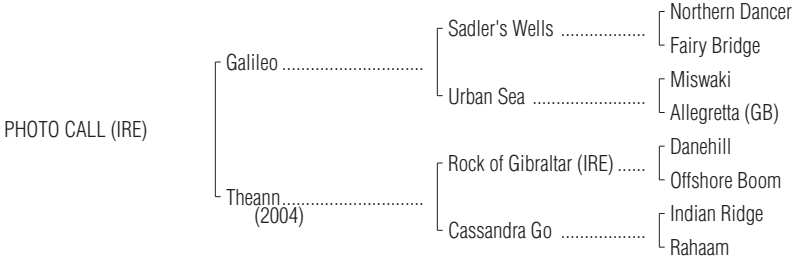 PHOTO CALL (IRE)
Galileo ..............................
Theann..............................
(2004)
Sadler's Wells ..................
Urban Sea ........................
Rock of Gibraltar (IRE) ......
Cassandra Go ..................
Northern Dancer
Fairy Bridge
Miswaki
Allegretta (GB)
Danehill
Offshore Boom
Indian Ridge
Rahaam